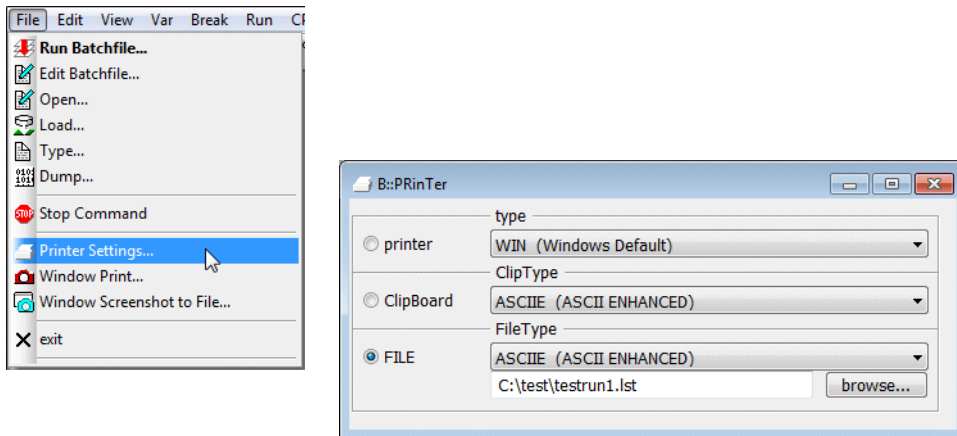 File Edit View Var Break Run
Run Batchfile...
Edit Batchfile...
Open...
Load...
Type...
Dump...
STOP Stop Command
Printer Settings...
Window Print...
Window Screenshot to File...
exit
B::PRinTer
type
printer WIN (Windows Default)
ClipType
ClipBoard ASCIIE (ASCII ENHANCED)
FileType
FILE ASCIIE (ASCII ENHANCED)
C:\test\testrun1.lst browse...